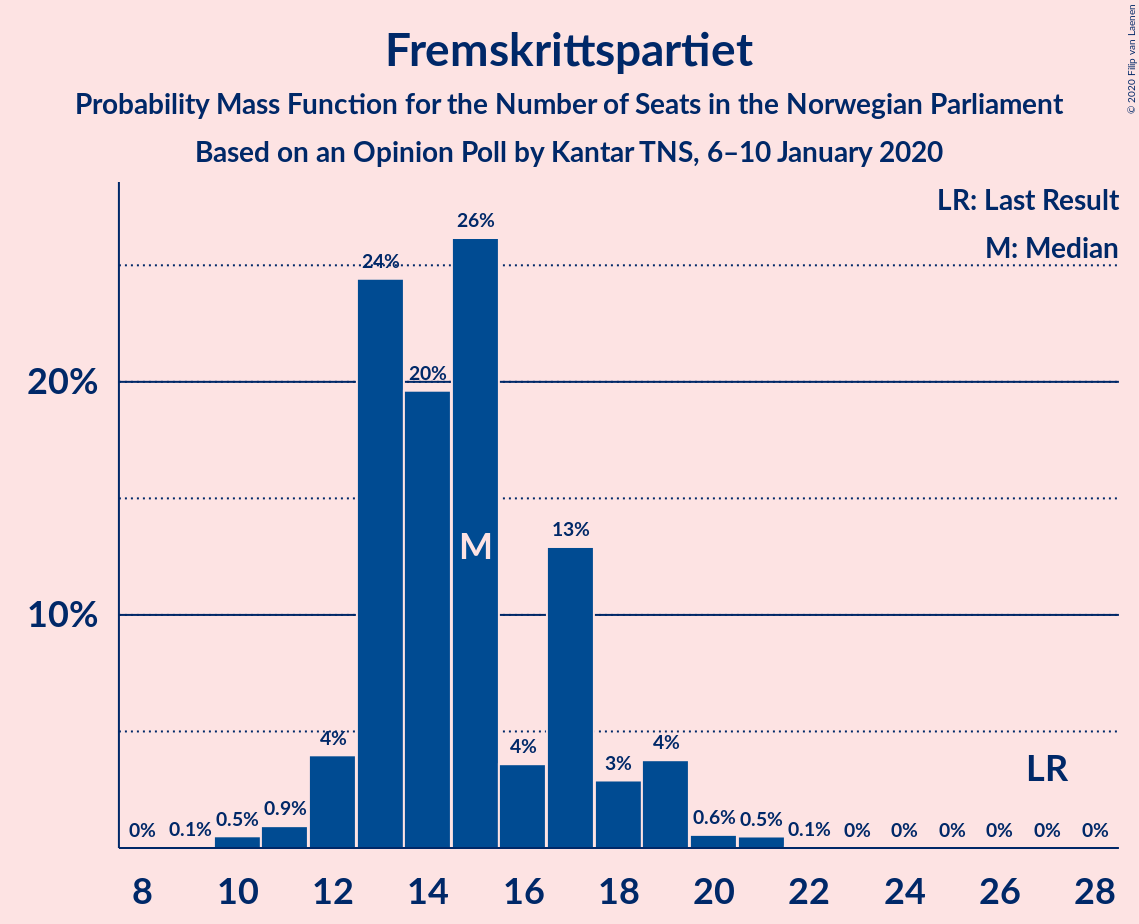 Fremskrittspartiet
Probability Mass Function for the Number of Seats in the Norwegian Parliament
Based on an Opinion Poll by Kantar TNS, 6–10 January 2020
© 2020 Filip van Laenen
LR: Last Result
M: Median
20%
10%
0%
0.1%
0.5%
0.9%
4%
24%
20%
26%
4%
13%
3%
4%
0.6%
0.5%
0.1%
0%
0%
0%
0%
0%
0%
M
LR
8 10 12 14 16 18 20 22 24 26 28